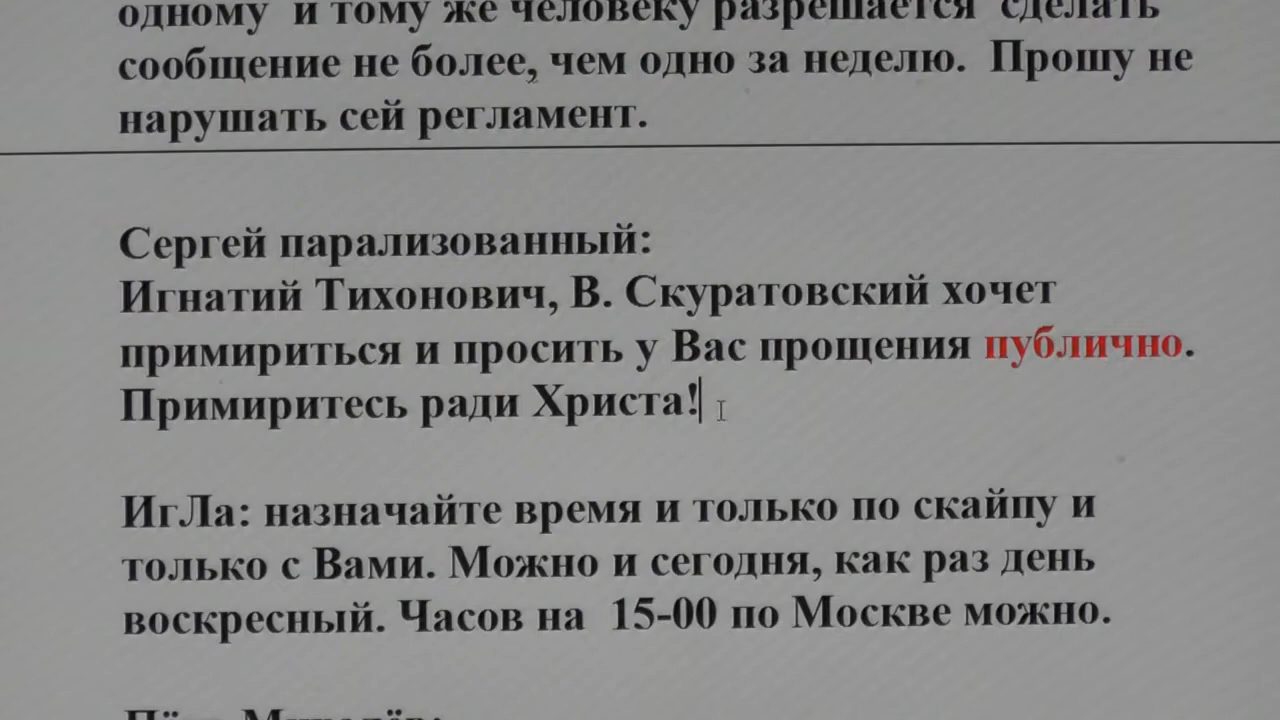 одному и тому же человеку разрешается сделать
сообщение не более, чем одно за неделю. Прошу не
нарушать сей регламент.
Сергей парализованный:
Игнатий Тихонович, В. Скуратовский хочет
примириться и просить у Вас прощения публично.
Примиритесь ради Христа!
ИгЛа: назначайте время и только по скайпу и
только с Вами. Можно и сегодня, как раз день
воскресный. Часов на 15-00 по Москве можно.